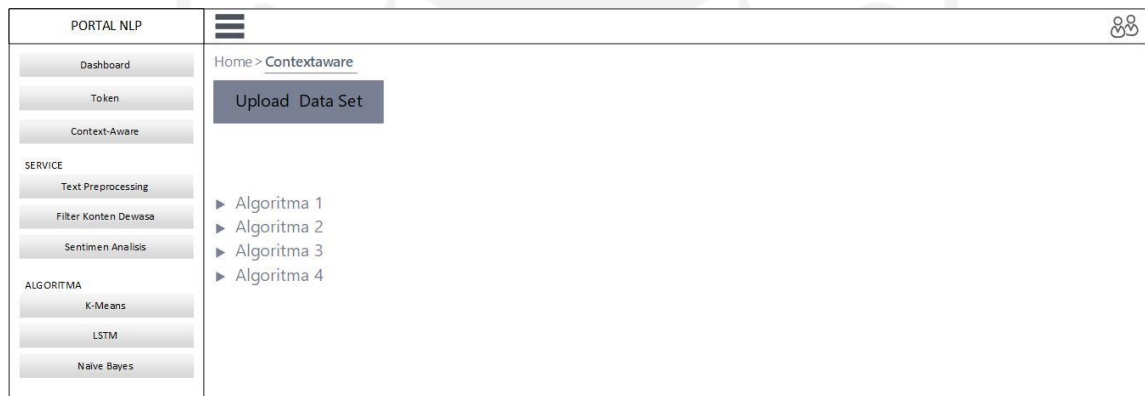 PORTAL NLP
Dashboard
Token
Context-Aware
SERVICE
Text Preprocessing
Filter Konten Dewasa
Sentimen Analisis
ALGORITMA
K-Means
LSTM
Naïve Bayes
Home > Contextaware
Upload Data Set
Algoritma 1
Algoritma 2
Algoritma 3
Algoritma 4